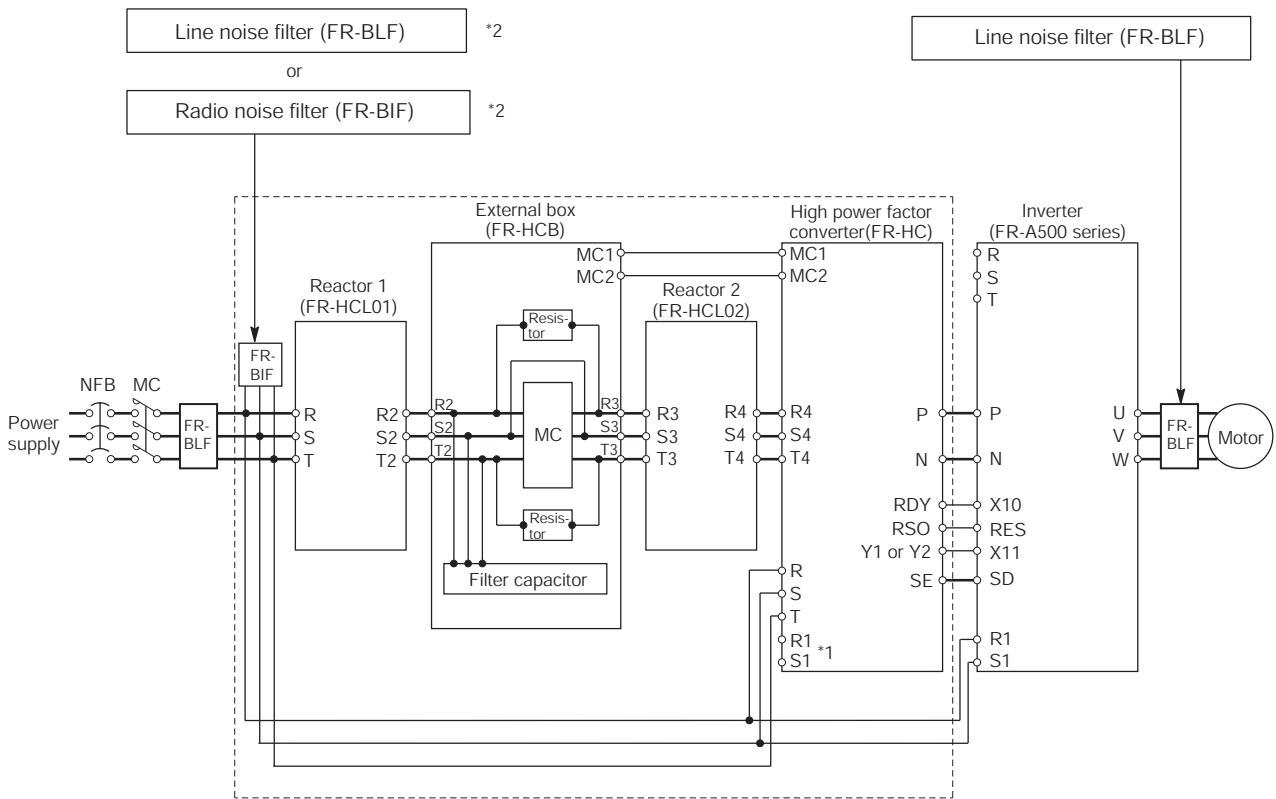 Line noise filter (FR-BLF) *2
or
Radio noise filter (FR-BIF) *2
Line noise filter (FR-BLF)
External box
(FR-HCB)
High power factor
converter(FR-HC)
Inverter
(FR-A500 series)
MC1
MC2
MC1
MC2
R
S
T
Reactor 1
(FR-HCL01)
Reactor 2
(FR-HCL02)
Resis-
tor
FR-
BIF
NFB MC
Power
supply
FR-
BLF
R
S
T
R2
S2
T2
R2
S2
T2
MC
R3
S3
T3
R3
S3
T3
R4
S4
T4
R4
S4
T4
P
N
P
N
U
V
W
FR-
BLF
Motor
Resis-
tor
Filter capacitor
RDY
RSO
Y1 or Y2
SE
X10
RES
X11
SD
R
S
T
R1
S1 *1
R1
S1